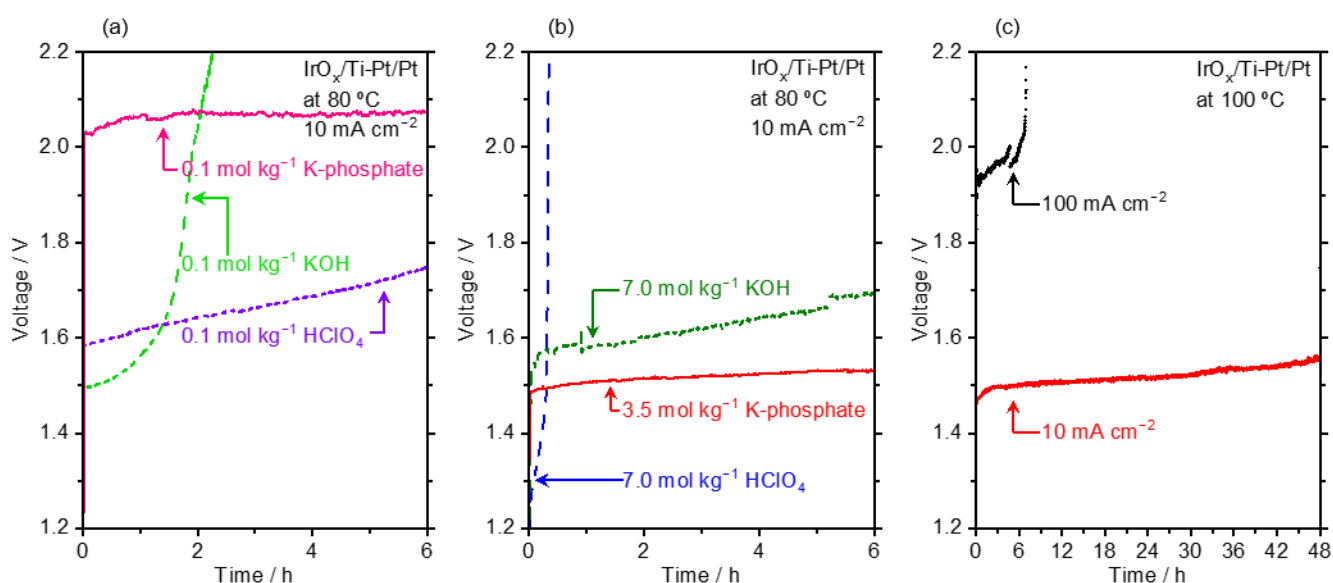 (a)
2.2
2.0
1.8
1.6
1.4
1.2
Voltage / V
IrOₓ/Ti-Pt/Pt
at 80 ºC
10 mA cm⁻²
0.1 mol kg⁻¹ K-phosphate
0.1 mol kg⁻¹ KOH
0.1 mol kg⁻¹ HClO₄
0 2 4 6
Time / h
(b)
2.2
2.0
1.8
1.6
1.4
1.2
Voltage / V
IrOₓ/Ti-Pt/Pt
at 80 ºC
10 mA cm⁻²
7.0 mol kg⁻¹ KOH
3.5 mol kg⁻¹ K-phosphate
7.0 mol kg⁻¹ HClO₄
0 2 4 6
Time / h
(c)
2.2
2.0
1.8
1.6
1.4
1.2
Voltage / V
IrOₓ/Ti-Pt/Pt
at 100 ºC
100 mA cm⁻²
10 mA cm⁻²
0 6 12 18 24 30 36 42 48
Time / h